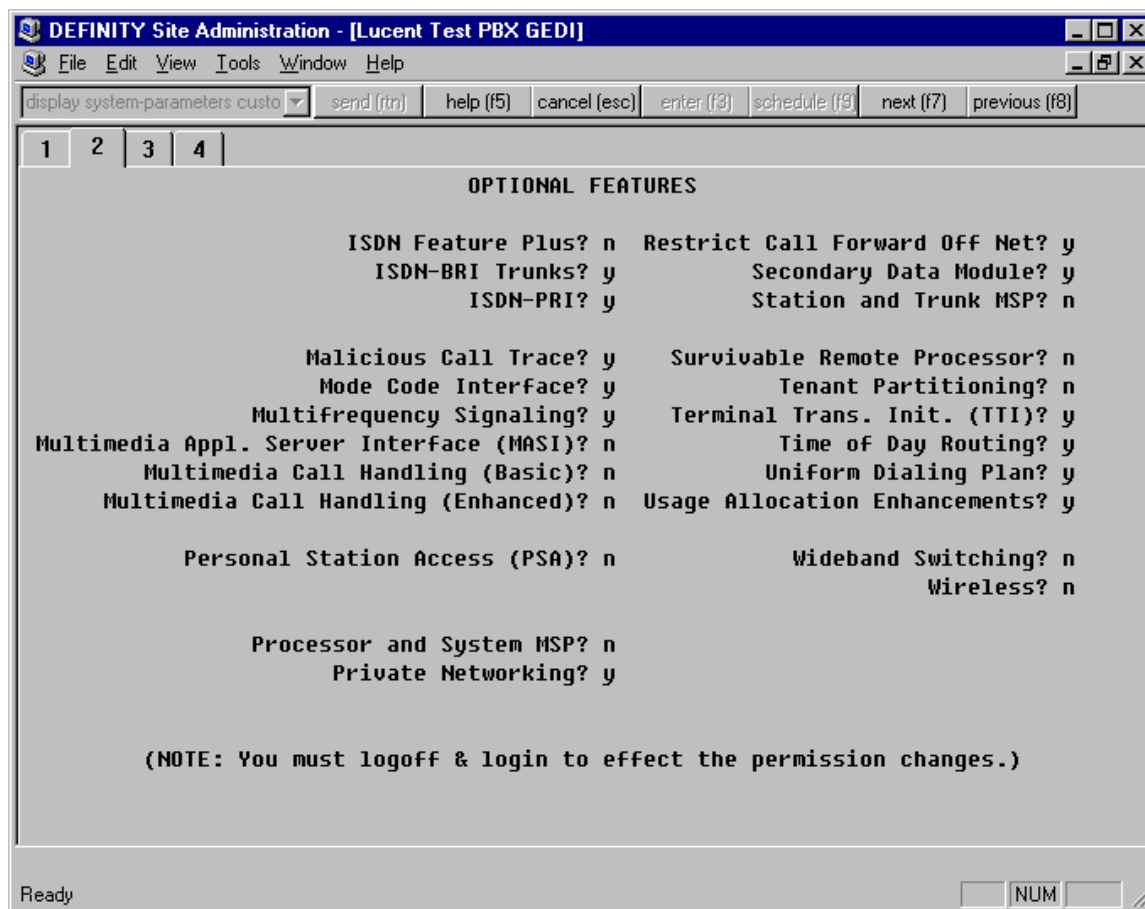 DEFINITY Site Administration - [Lucent Test PBX GEDI]
File Edit View Tools Window Help
display system-parameters custo send (rtn) help (f5) cancel (esc) enter (f3) schedule (f9) next (f7) previous (f8)
1 2 3 4
OPTIONAL FEATURES
ISDN Feature Plus? n Restrict Call Forward Off Net? y
ISDN-BRI Trunks? y Secondary Data Module? y
ISDN-PRI? y Station and Trunk MSP? n
Malicious Call Trace? y Survivable Remote Processor? n
Mode Code Interface? y Tenant Partitioning? n
Multifrequency Signaling? y Terminal Trans. Init. (TTI)? y
Multimedia Appl. Server Interface (MASI)? n Time of Day Routing? y
Multimedia Call Handling (Basic)? n Uniform Dialing Plan? y
Multimedia Call Handling (Enhanced)? n Usage Allocation Enhancements? y
Personal Station Access (PSA)? n Wideband Switching? n
Wireless? n
Processor and System MSP? n
Private Networking? y
(NOTE: You must logoff & login to effect the permission changes.)
Ready NUM